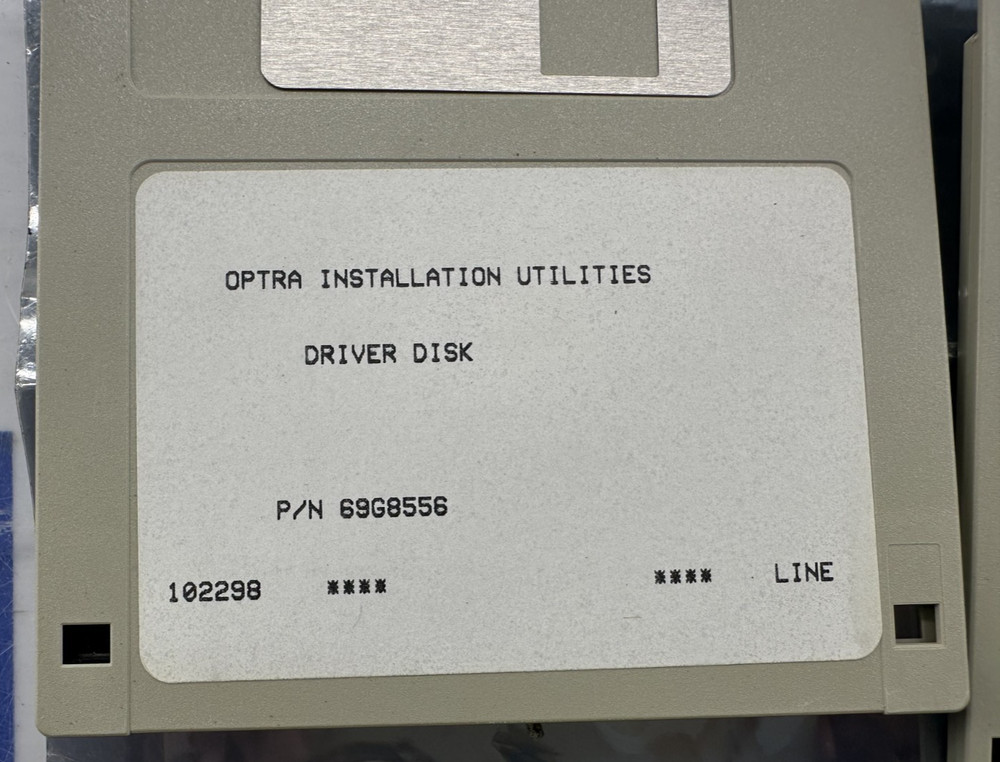 OPTRA INSTALLATION UTILITIES
DRIVER DISK
P/N 69G8556
102298 **** **** LINE